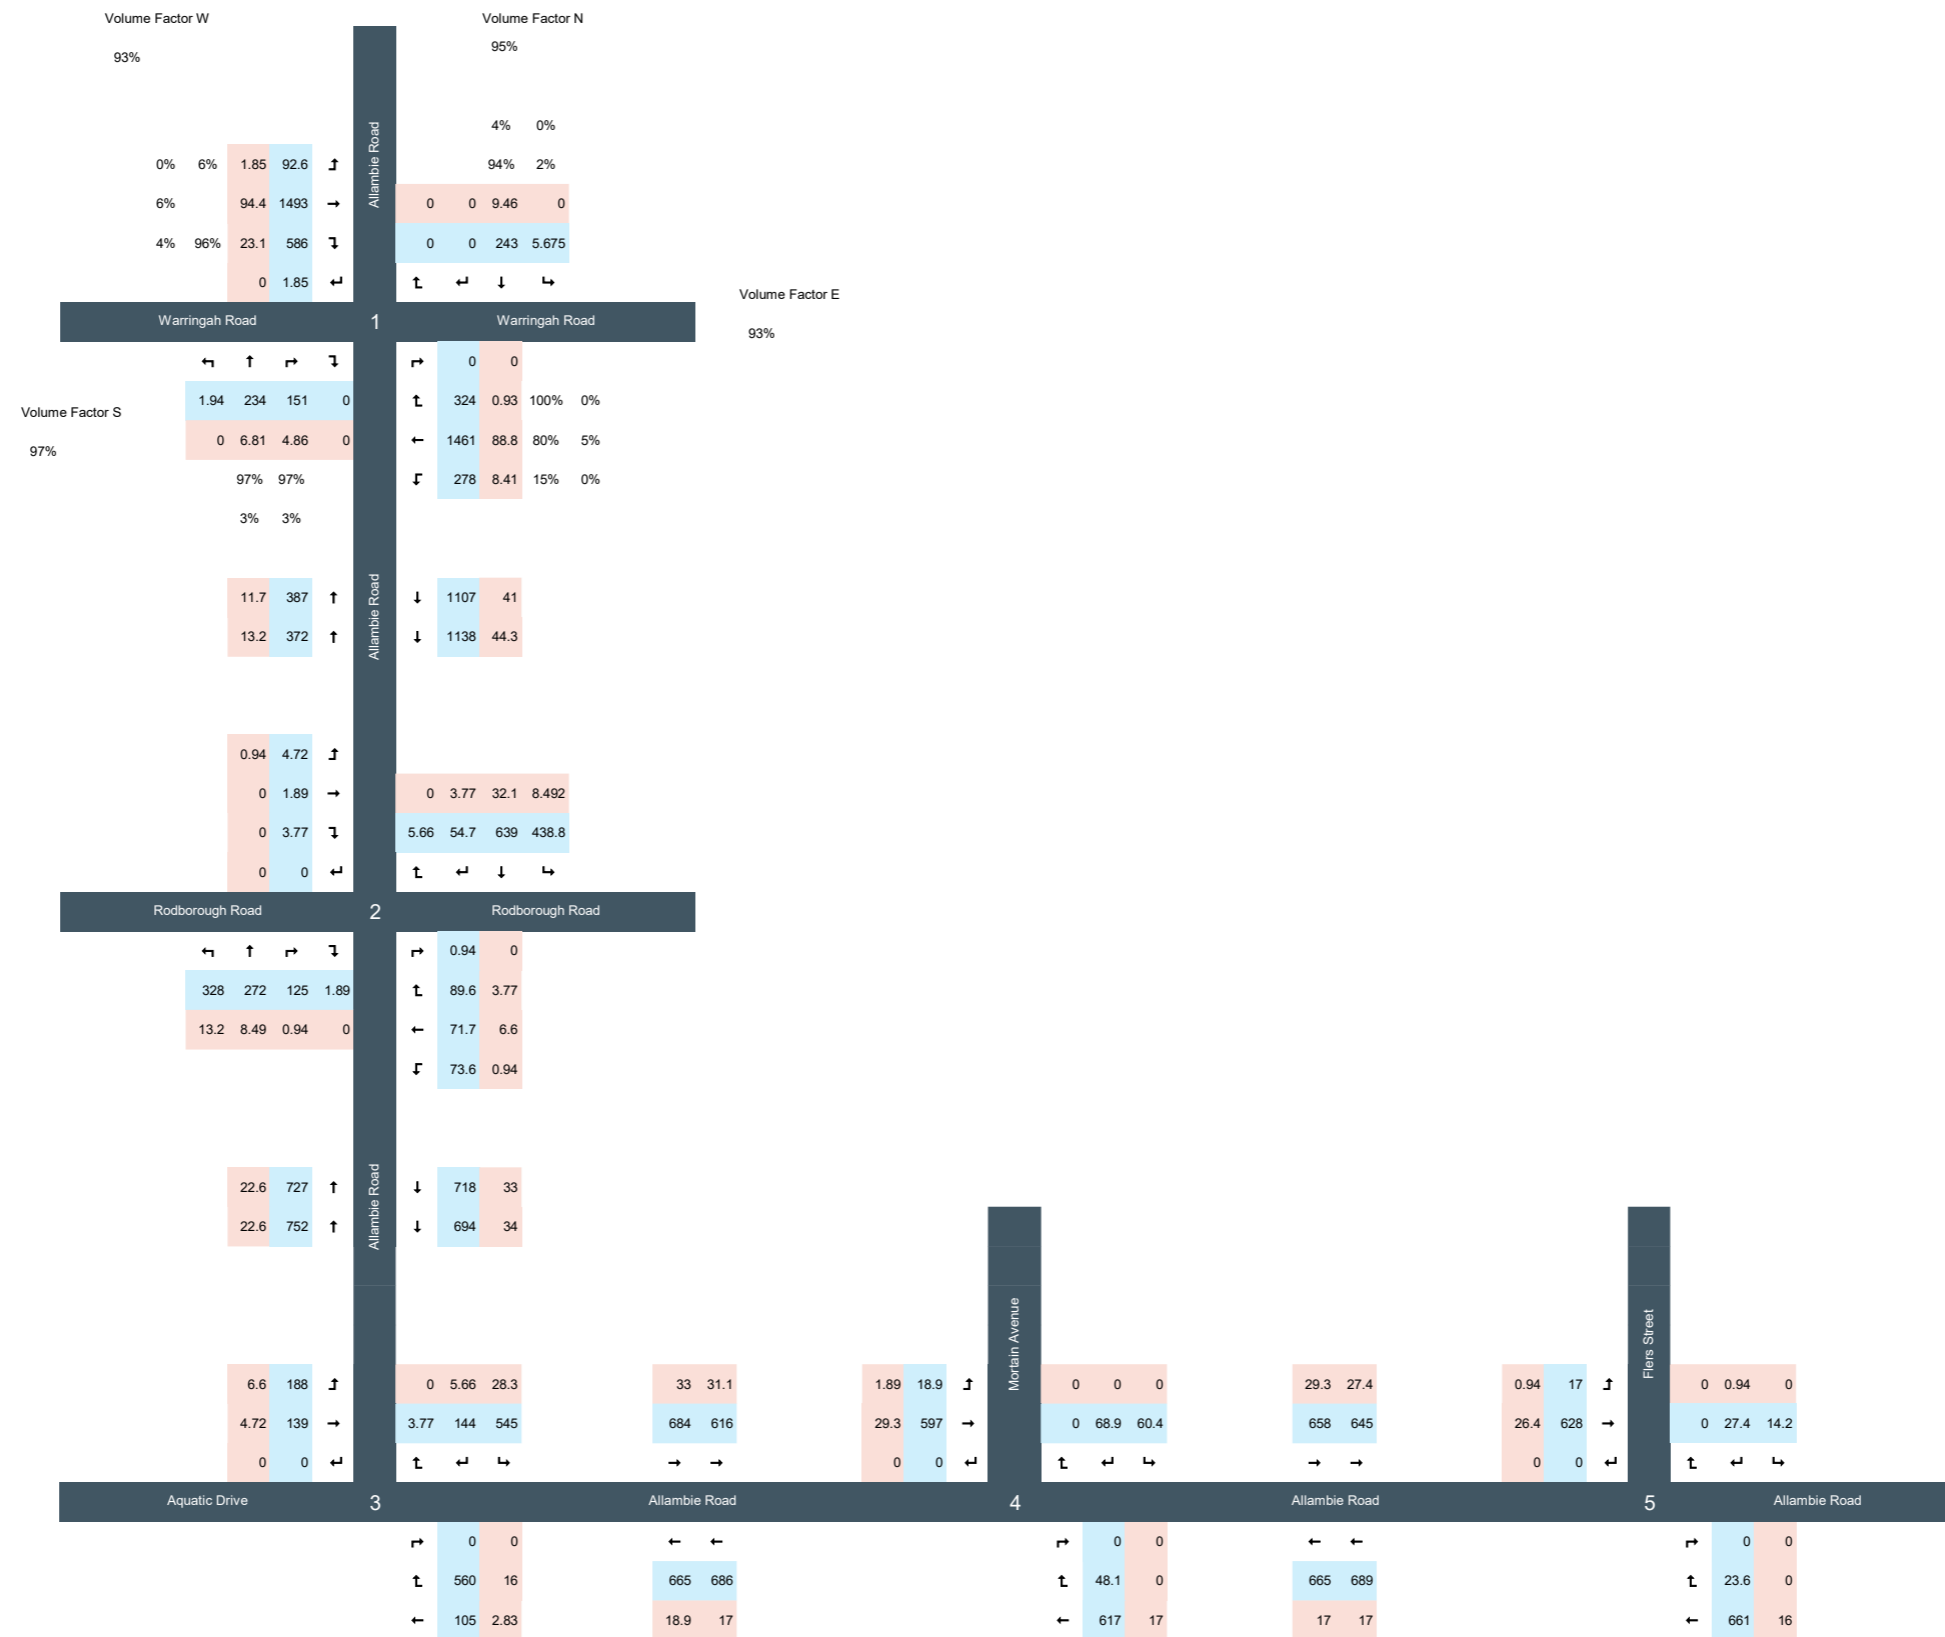 Volume Factor W Volume Factor N
93% 95%
4% 0%
0% 6% 1.85 92.6 ⮥ Allambie Road 94% 2%
6% 94.4 1493 → 0 0 9.46 0
4% 96% 23.1 586 ⮧ 0 0 243 5.675
0 1.85 ↵ ⮤ ↵ ↓ ↳
Volume Factor E
Warringah Road 1 Warringah Road
93%
↰ ↑ ↱ ↴ ↱ 0 0
1.94 234 151 0 ⮤ 324 0.93 100% 0%
Volume Factor S
0 6.81 4.86 0 ← 1461 88.8 80% 5%
97%
97% 97% ⮦ 278 8.41 15% 0%
3% 3%
11.7 387 ↑ Allambie Road ↓ 1107 41
13.2 372 ↑ ↓ 1138 44.3
0.94 4.72 ⮥
0 1.89 → 0 3.77 32.1 8.492
0 3.77 ⮧ 5.66 54.7 639 438.8
0 0 ↵ ⮤ ↵ ↓ ↳
Rodborough Road 2 Rodborough Road
↰ ↑ ↱ ↴ ↱ 0.94 0
328 272 125 1.89 ⮤ 89.6 3.77
13.2 8.49 0.94 0 ← 71.7 6.6
⮦ 73.6 0.94
22.6 727 ↑ Allambie Road ↓ 718 33
22.6 752 ↑ ↓ 694 34
Mortain Avenue Flers Street
6.6 188 ⮥ 0 5.66 28.3 33 31.1 1.89 18.9 ⮥ 0 0 0 29.3 27.4 0.94 17 ⮥ 0 0.94 0
4.72 139 → 3.77 144 545 684 616 29.3 597 → 0 68.9 60.4 658 645 26.4 628 → 0 27.4 14.2
0 0 ↵ ⮤ ↵ ↳ → → 0 0 ↵ ⮤ ↵ ↳ → → 0 0 ↵ ⮤ ↵ ↳
Aquatic Drive 3 Allambie Road 4 Allambie Road 5 Allambie Road
↱ 0 0 ← ← ↱ 0 0 ← ← ↱ 0 0
⮤ 560 16 665 686 ⮤ 48.1 0 665 689 ⮤ 23.6 0
← 105 2.83 18.9 17 ← 617 17 17 17 ← 661 16